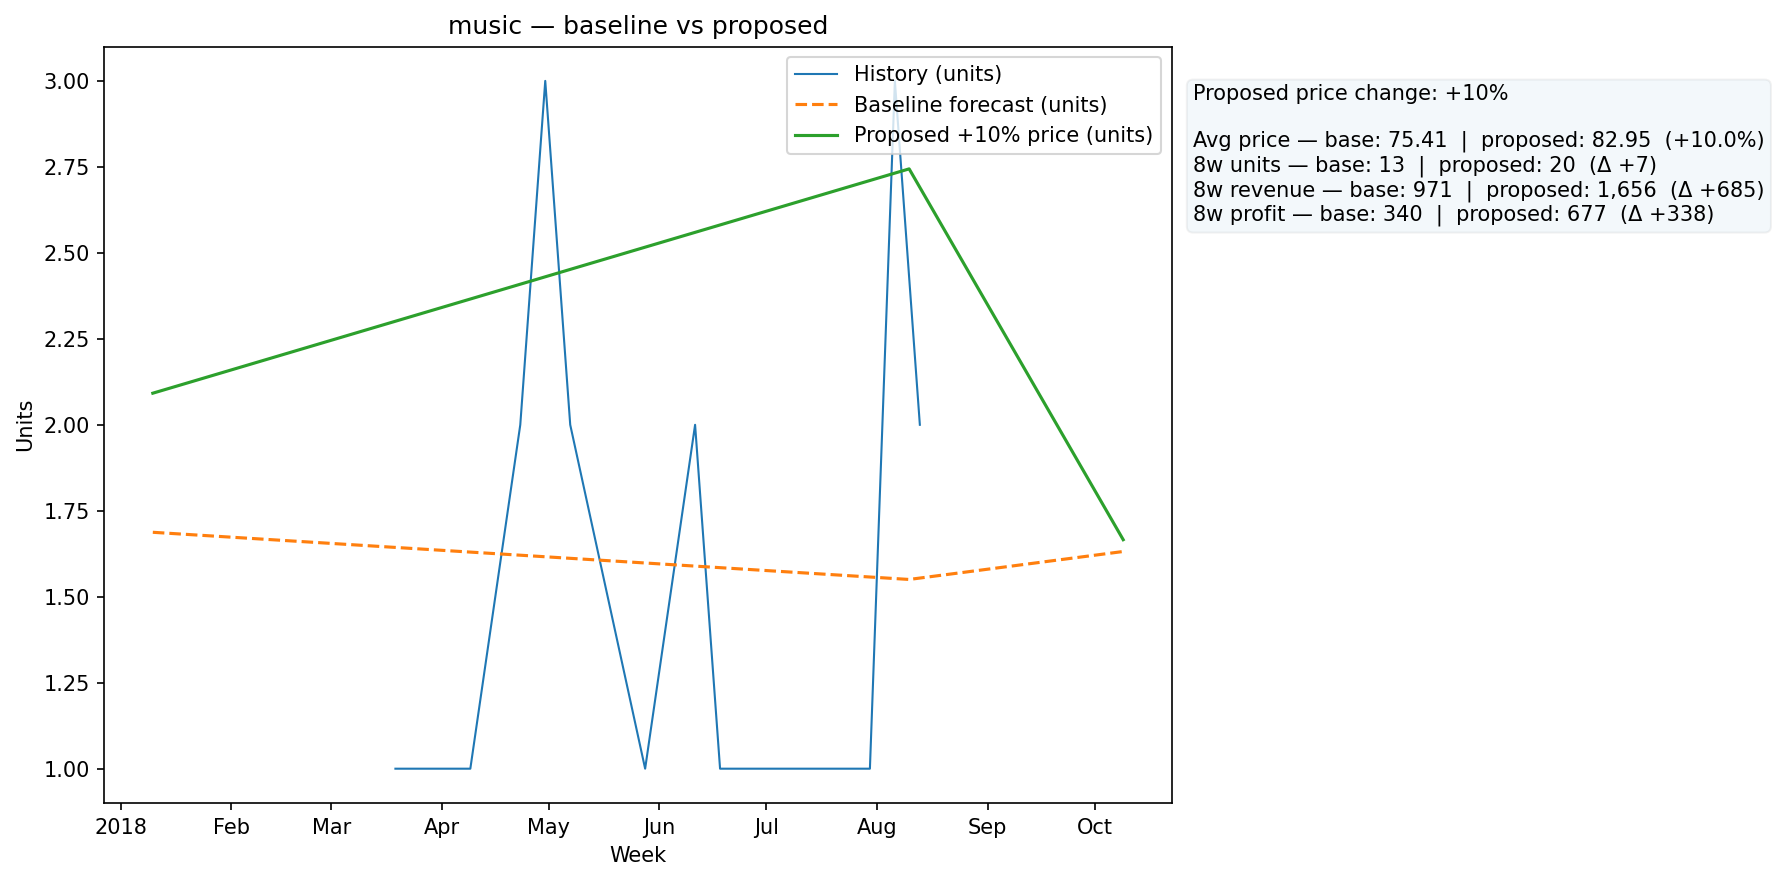 music — baseline vs proposed
History (units)
Baseline forecast (units)
Proposed +10% price (units)
Proposed price change: +10%
Avg price — base: 75.41 | proposed: 82.95 (+10.0%)
8w units — base: 13 | proposed: 20 (Δ +7)
8w revenue — base: 971 | proposed: 1,656 (Δ +685)
8w profit — base: 340 | proposed: 677 (Δ +338)
Units
3.00
2.75
2.50
2.25
2.00
1.75
1.50
1.25
1.00
2018 Feb Mar Apr May Jun Jul Aug Sep Oct
Week